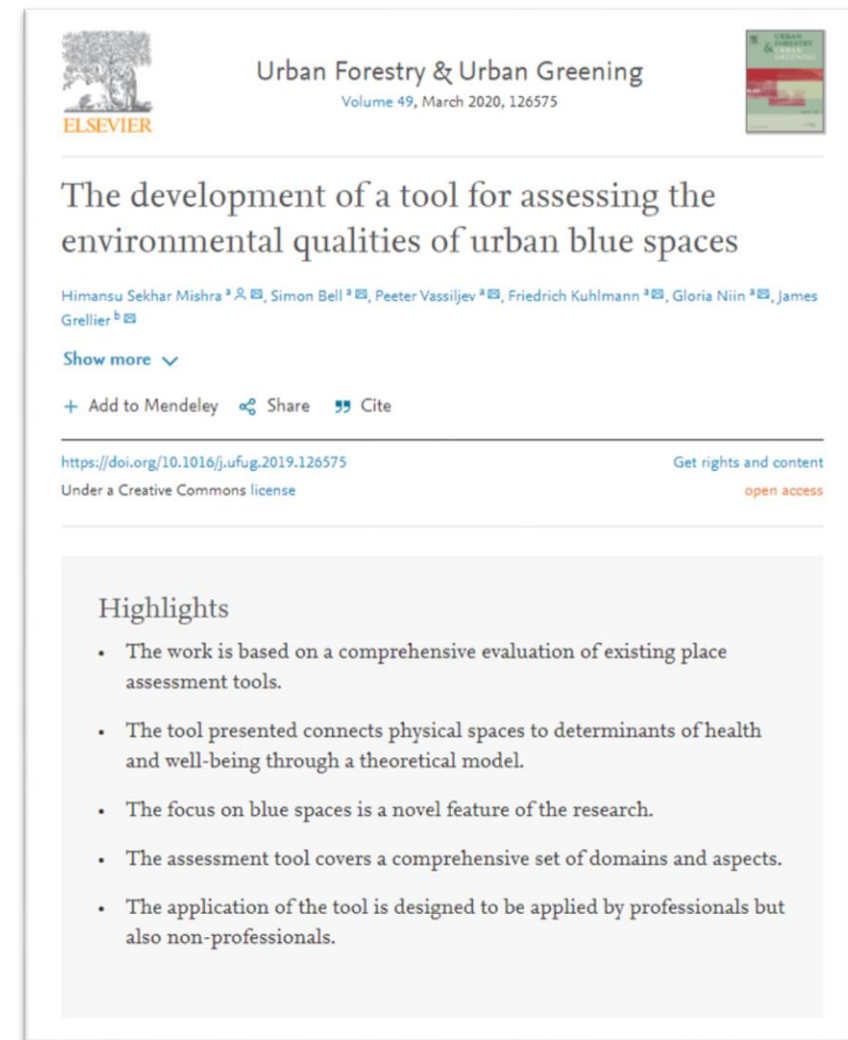 ELSEVIER
Urban Forestry & Urban Greening
Volume 49, March 2020, 126575
URBAN
FORESTRY
&
URBAN
GREENING
The development of a tool for assessing the
environmental qualities of urban blue spaces
Himansu Sekhar Mishra a, Simon Bell a, Peeter Vassiljev a, Friedrich Kuhlmann a, Gloria Niin a, James
Grellier b
Show more
+ Add to Mendeley Share Cite
https://doi.org/10.1016/j.ufug.2019.126575 Get rights and content
Under a Creative Commons license open access
Highlights
• The work is based on a comprehensive evaluation of existing place
assessment tools.
• The tool presented connects physical spaces to determinants of health
and well-being through a theoretical model.
• The focus on blue spaces is a novel feature of the research.
• The assessment tool covers a comprehensive set of domains and aspects.
• The application of the tool is designed to be applied by professionals but
also non-professionals.